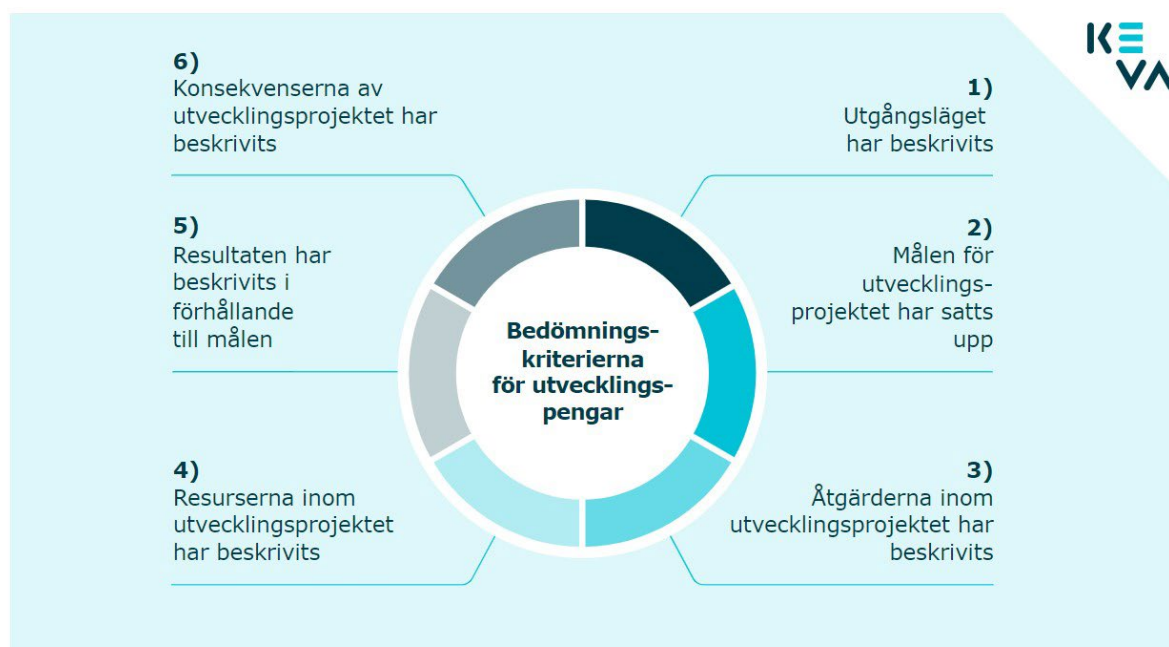 KEVA
1)
Utgångsläget
har beskrivits
2)
Målen för
utvecklings-
projektet har satts
upp
3)
Åtgärderna inom
utvecklingsprojektet har
beskrivits
4)
Resurserna inom
utvecklingsprojektet
har beskrivits
5)
Resultaten har
beskrivits i
förhållande
till målen
6)
Konsekvenserna av
utvecklingsprojektet har
beskrivits
Bedömnings-
kriterierna
för utvecklings-
pengar